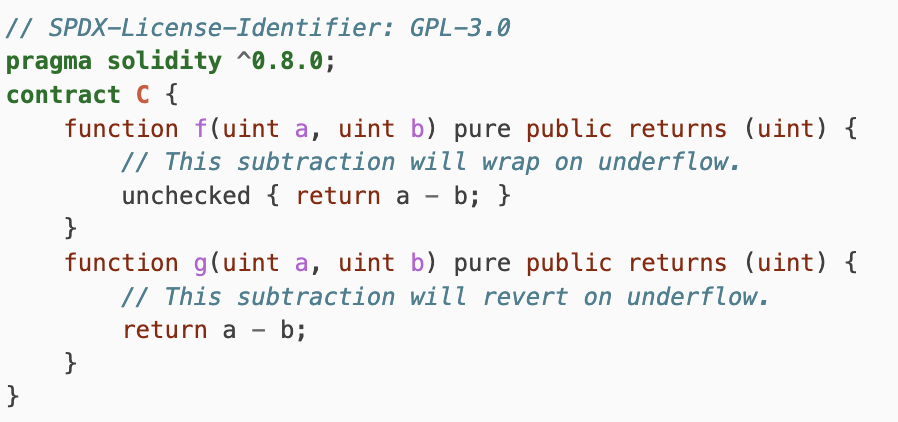 // SPDX-License-Identifier: GPL-3.0
pragma solidity ^0.8.0;
contract C {
    function f(uint a, uint b) pure public returns (uint) {
        // This subtraction will wrap on underflow.
        unchecked { return a - b; }
    }
    function g(uint a, uint b) pure public returns (uint) {
        // This subtraction will revert on underflow.
        return a - b;
    }
}